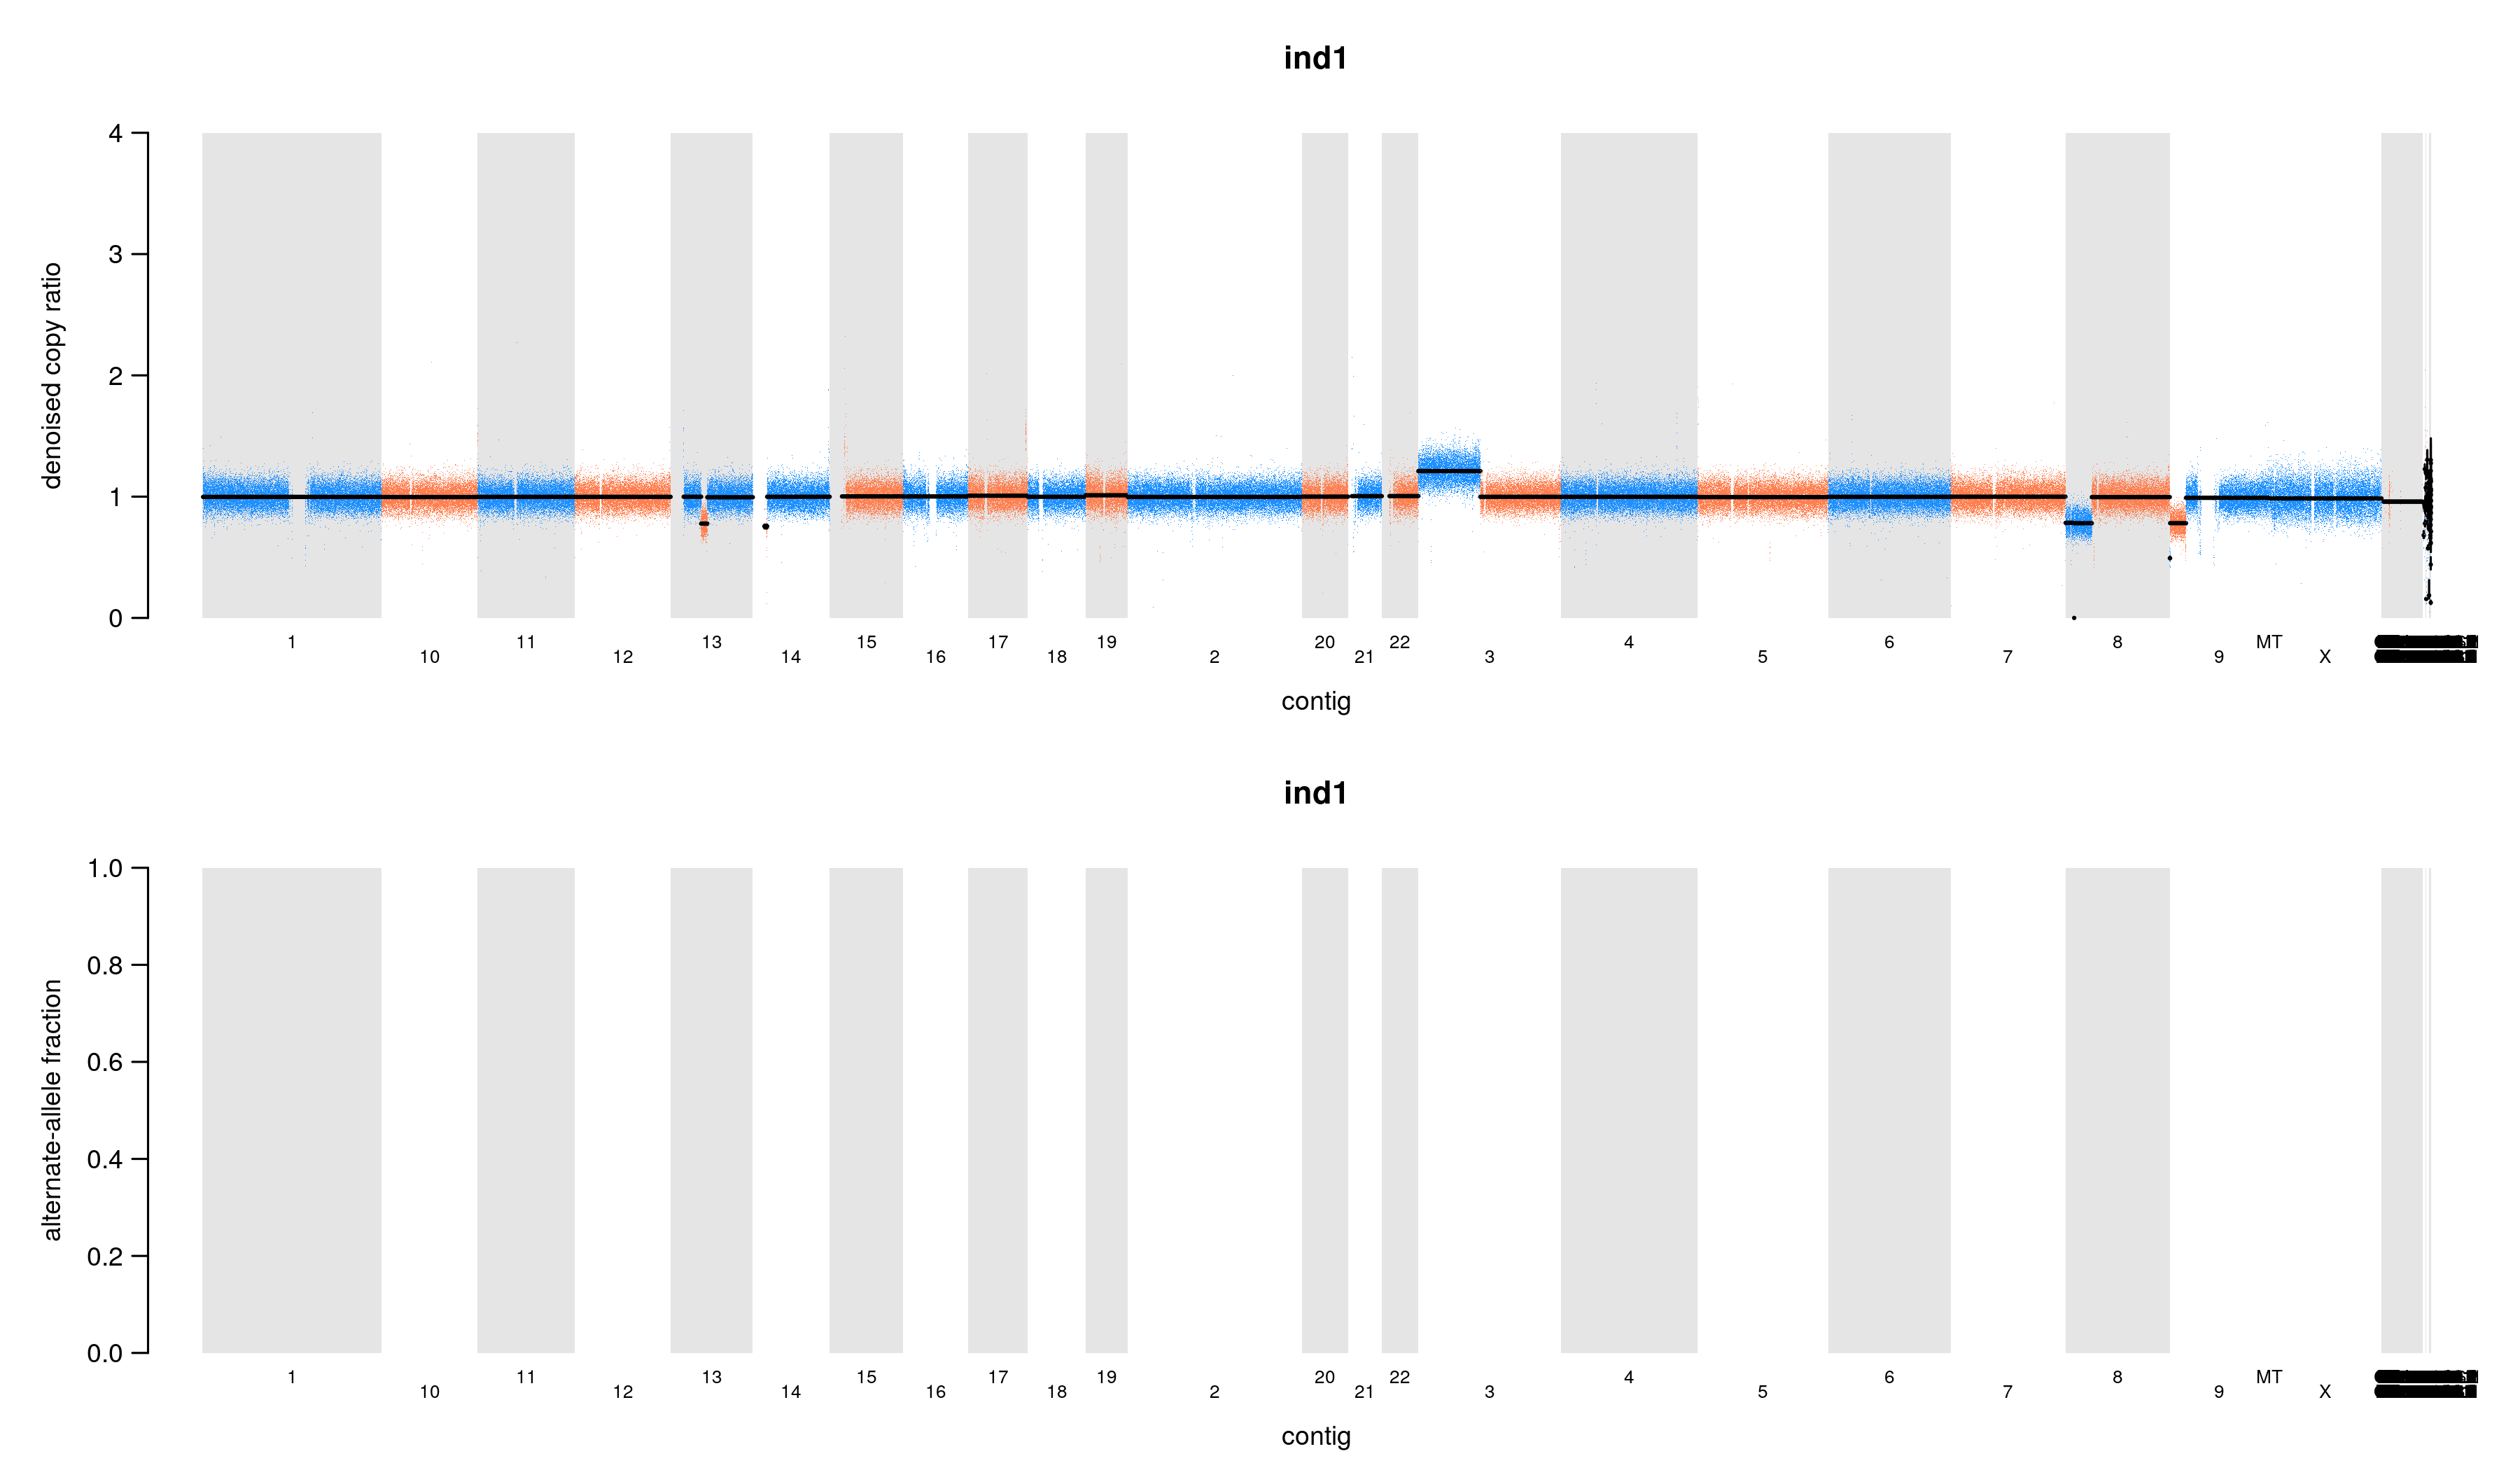 ind1
denoised copy ratio
4
3
2
1
0
1 11 13 15 17 19 20 22 4 6 8 MT
10 12 14 16 18 2 21 3 5 7 9 X
contig
ind1
alternate-allele fraction
1.0
0.8
0.6
0.4
0.2
0.0
1 11 13 15 17 19 20 22 4 6 8 MT
10 12 14 16 18 2 21 3 5 7 9 X
contig